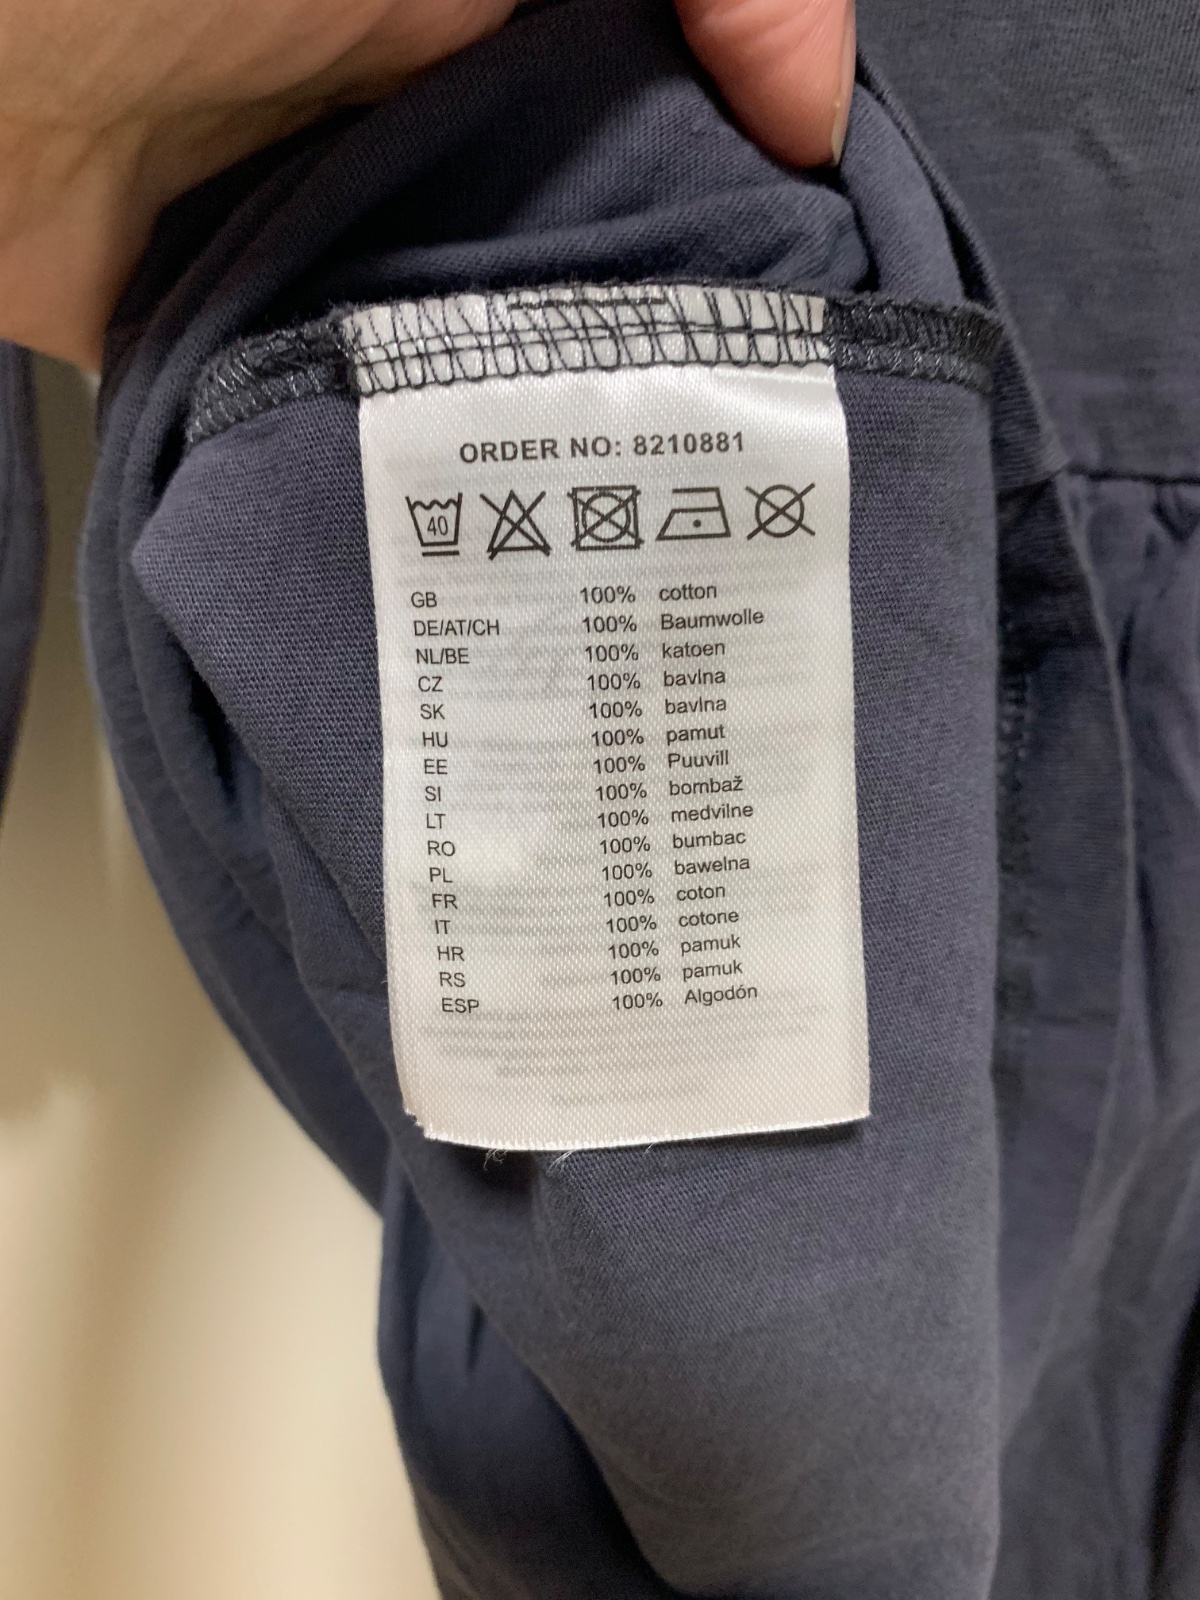 ORDER NO: 8210881
40
GB 100% cotton
DE/AT/CH 100% Baumwolle
NL/BE 100% katoen
CZ 100% bavlna
SK 100% bavlna
HU 100% pamut
EE 100% Puuvill
SI 100% bombaž
LT 100% medvilne
RO 100% bumbac
PL 100% bawelna
FR 100% coton
IT 100% cotone
HR 100% pamuk
RS 100% pamuk
ESP 100% Algodón